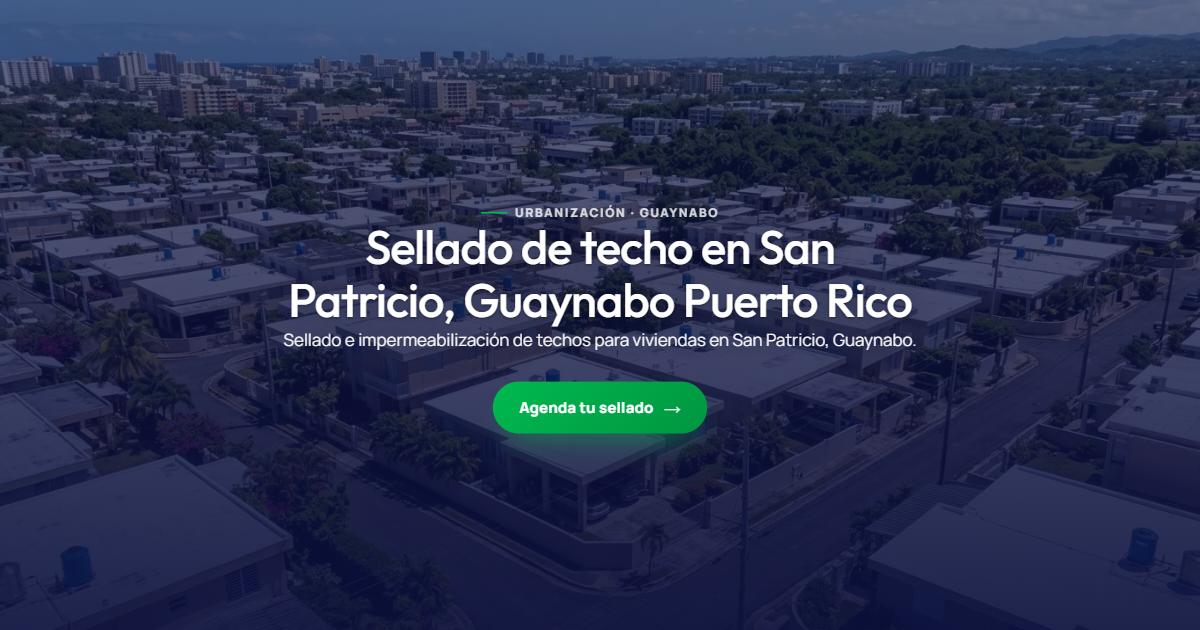 URBANIZACIÓN · GUAYNABO
Sellado de techo en San
Patricio, Guaynabo Puerto Rico
Sellado e impermeabilización de techos para viviendas en San Patricio, Guaynabo.
Agenda tu sellado →